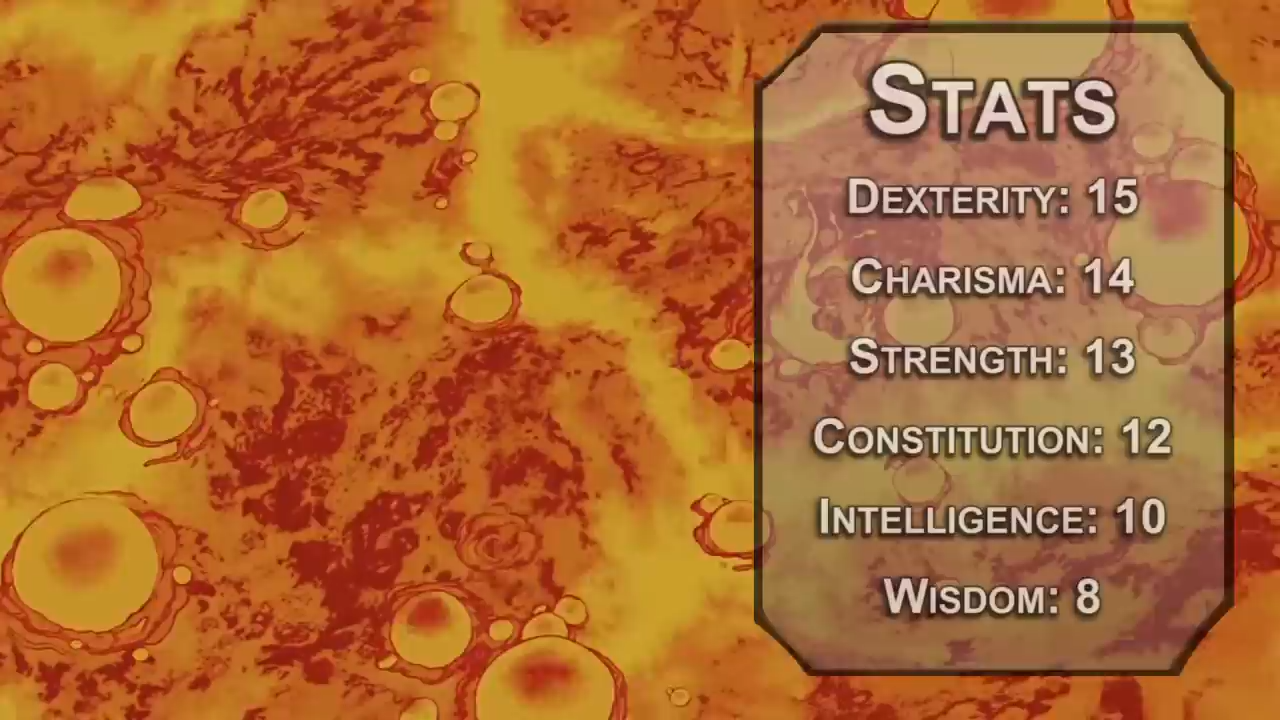 STATS
DEXTERITY: 15
CHARISMA: 14
STRENGTH: 13
CONSTITUTION: 12
INTELLIGENCE: 10
WISDOM: 8